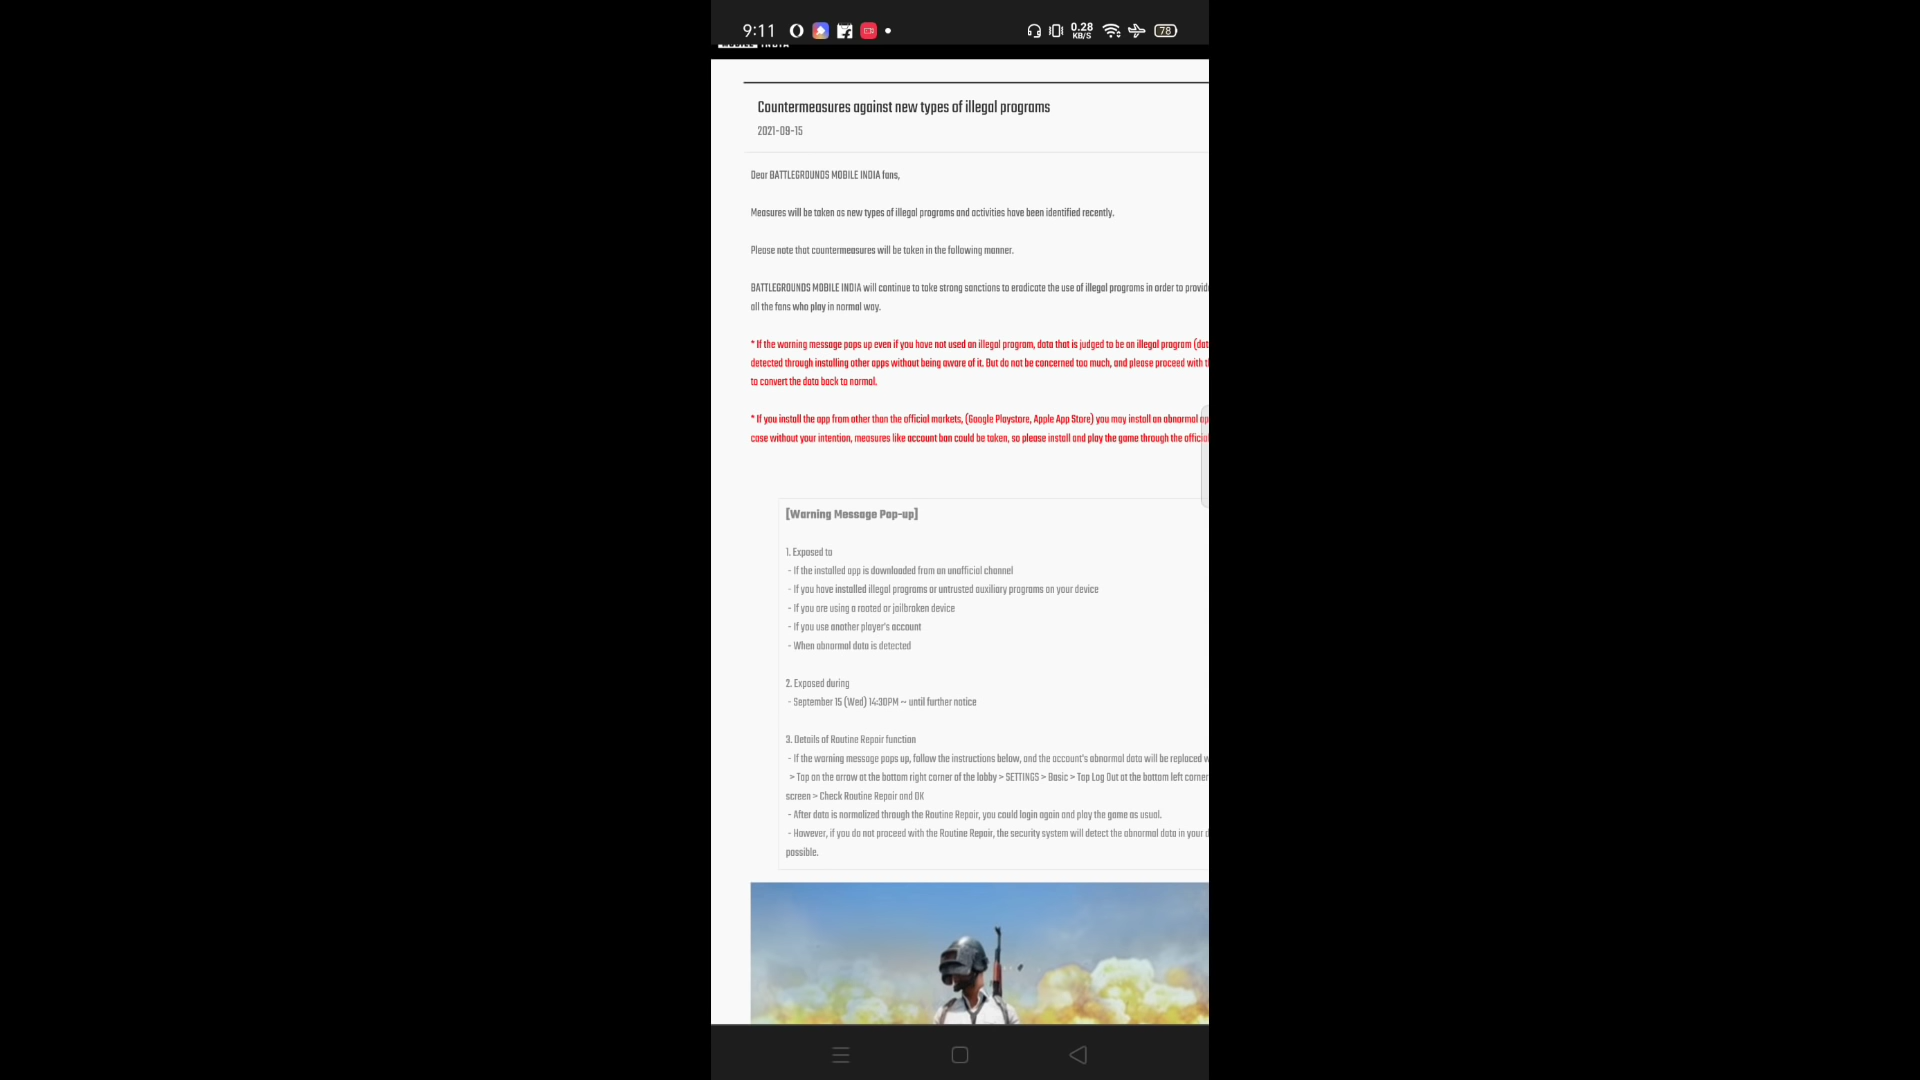 9:11
0.28
KB/S
78
MOBILE INDIA
Countermeasures against new types of illegal programs
2021-09-15
Dear BATTLEGROUNDS MOBILE INDIA fans,
Measures will be taken as new types of illegal programs and activities have been identified recently.
Please note that countermeasures will be taken in the following manner.
BATTLEGROUNDS MOBILE INDIA will continue to take strong sanctions to eradicate the use of illegal programs in order to provid
all the fans who play in normal way.
* If the warning message pops up even if you have not used an illegal program, data that is judged to be an illegal program (dat
detected through installing other apps without being aware of it. But do not be concerned too much, and please proceed with th
to convert the data back to normal.
* If you install the app from other than the official markets, (Google Playstore, Apple App Store) you may install an abnormal ap
case without your intention, measures like account ban could be taken, so please install and play the game through the officia
[Warning Message Pop-up]
1. Exposed to
- If the installed app is downloaded from an unofficial channel
- If you have installed illegal programs or untrusted auxiliary programs on your device
- If you are using a rooted or jailbroken device
- If you use another player's account
- When abnormal data is detected
2. Exposed during
- September 15 (Wed) 14:30PM ~ until further notice
3. Details of Routine Repair function
- If the warning message pops up, follow the instructions below, and the account's abnormal data will be replaced w
> Tap on the arrow at the bottom right corner of the lobby > SETTINGS > Basic > Tap Log Out at the bottom left corner
screen > Check Routine Repair and OK
- After data is normalized through the Routine Repair, you could login again and play the game as usual.
- However, if you do not proceed with the Routine Repair, the security system will detect the abnormal data in your d
possible.